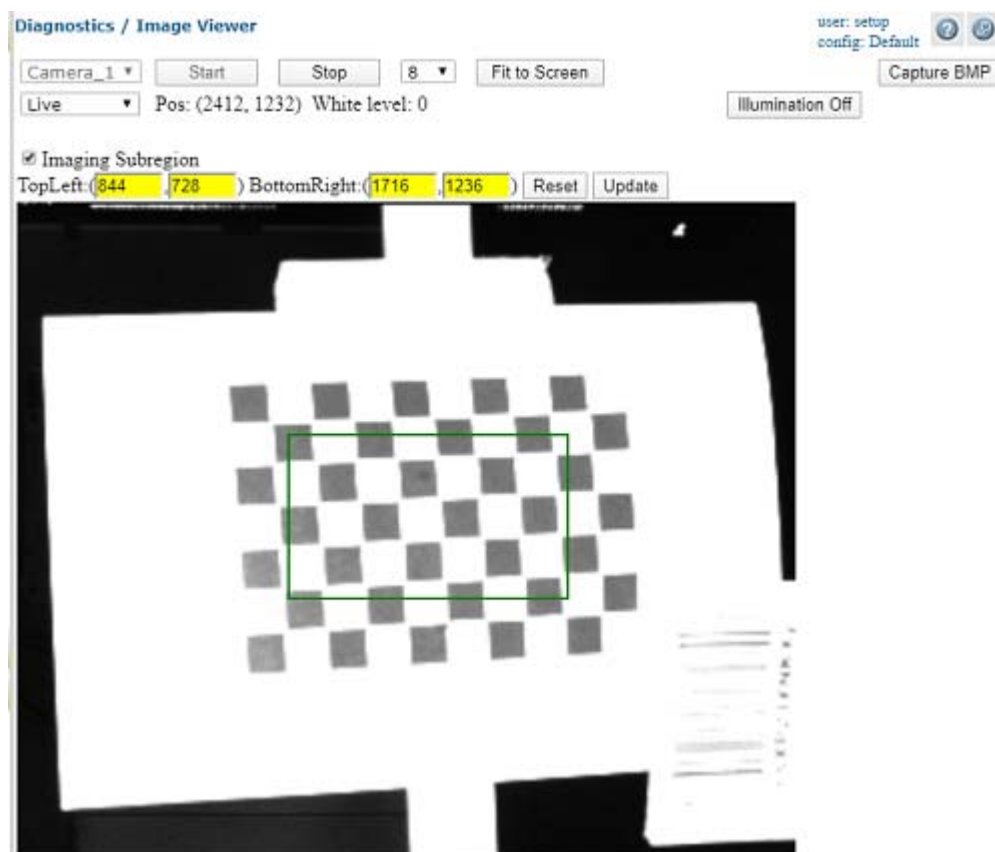 Diagnostics / Image Viewer
user: setup
config: Default
Camera_1 Start Stop 8 Fit to Screen Capture BMP
Live Pos: (2412, 1232) White level: 0 Illumination Off
Imaging Subregion
TopLeft:(844 ,728 ) BottomRight:(1716 ,1236 ) Reset Update